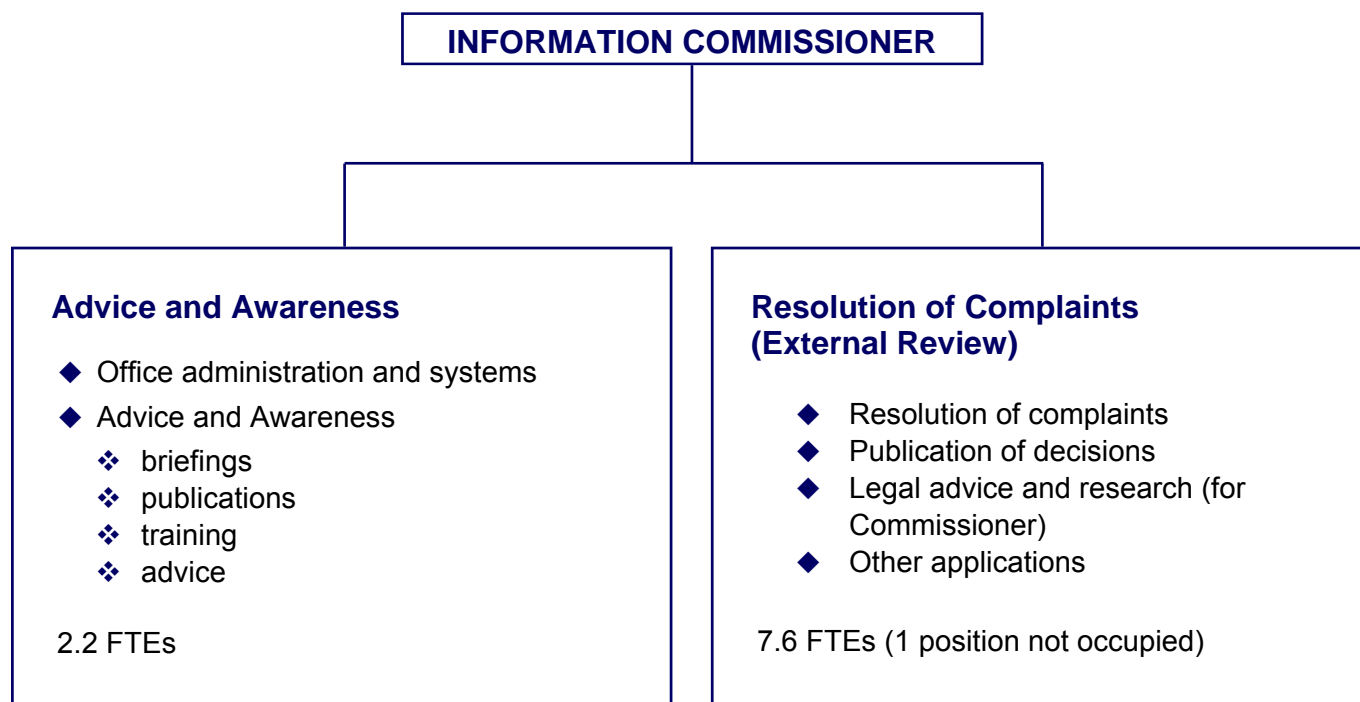 INFORMATION COMMISSIONER
Advice and Awareness
◆ Office administration and systems
◆ Advice and Awareness
❖ briefings
❖ publications
❖ training
❖ advice
2.2 FTEs
Resolution of Complaints
(External Review)
◆ Resolution of complaints
◆ Publication of decisions
◆ Legal advice and research (for
Commissioner)
◆ Other applications
7.6 FTEs (1 position not occupied)